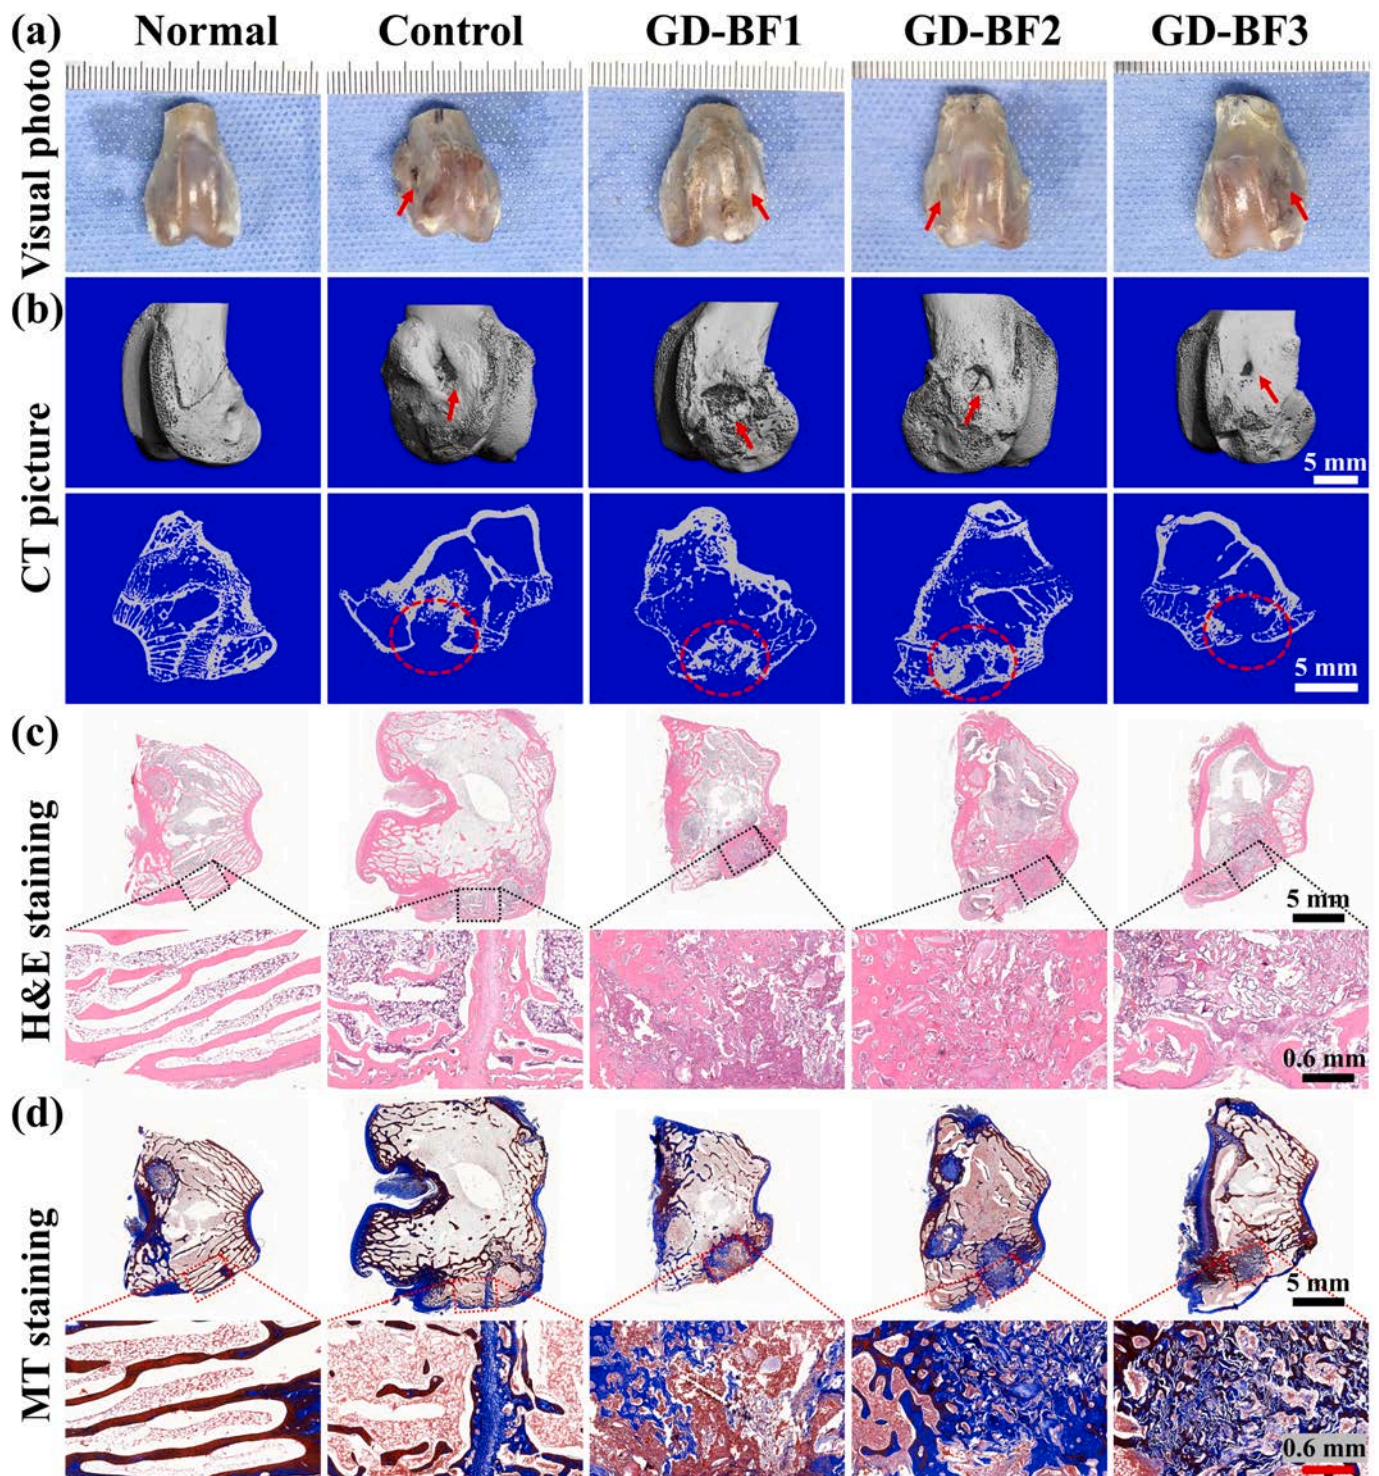 (a) Normal Control GD-BF1 GD-BF2 GD-BF3
Visual photo
(b)
CT picture
5 mm
5 mm
(c)
H&E staining
5 mm
0.6 mm
(d)
MT staining
5 mm
0.6 mm